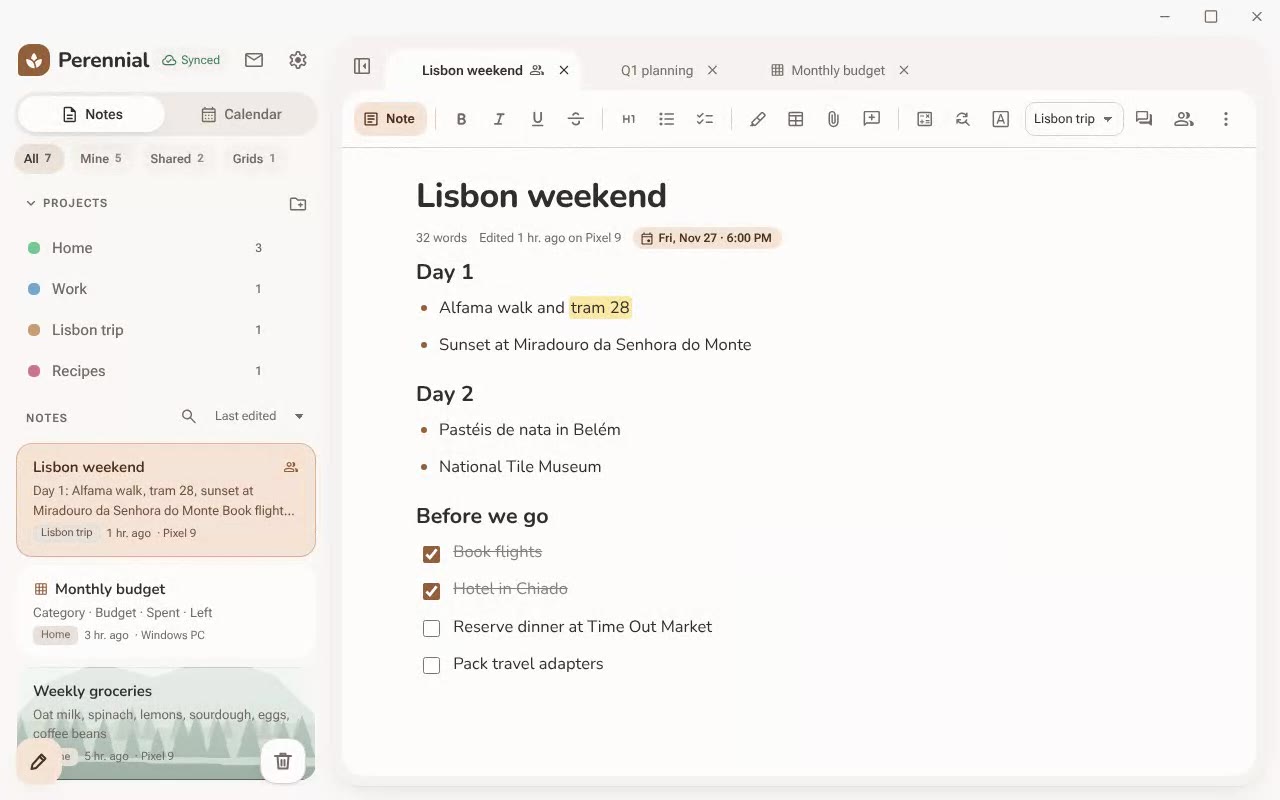 Perennial
Synced
Notes
Calendar
All 7
Mine 5
Shared 2
Grids 1
PROJECTS
Home 3
Work 1
Lisbon trip 1
Recipes 1
NOTES
Last edited
Lisbon weekend
Day 1: Alfama walk, tram 28, sunset at
Miradouro da Senhora do Monte Book flight...
Lisbon trip 1 hr. ago · Pixel 9
Monthly budget
Category · Budget · Spent · Left
Home 3 hr. ago · Windows PC
Weekly groceries
Oat milk, spinach, lemons, sourdough, eggs,
coffee beans
5 hr. ago · Pixel 9
Lisbon weekend
Q1 planning
Monthly budget
Note
B I U S H1
A
Lisbon trip
Lisbon weekend
32 words Edited 1 hr. ago on Pixel 9 Fri, Nov 27 · 6:00 PM
Day 1
Alfama walk and tram 28
Sunset at Miradouro da Senhora do Monte
Day 2
Pastéis de nata in Belém
National Tile Museum
Before we go
Book flights
Hotel in Chiado
Reserve dinner at Time Out Market
Pack travel adapters